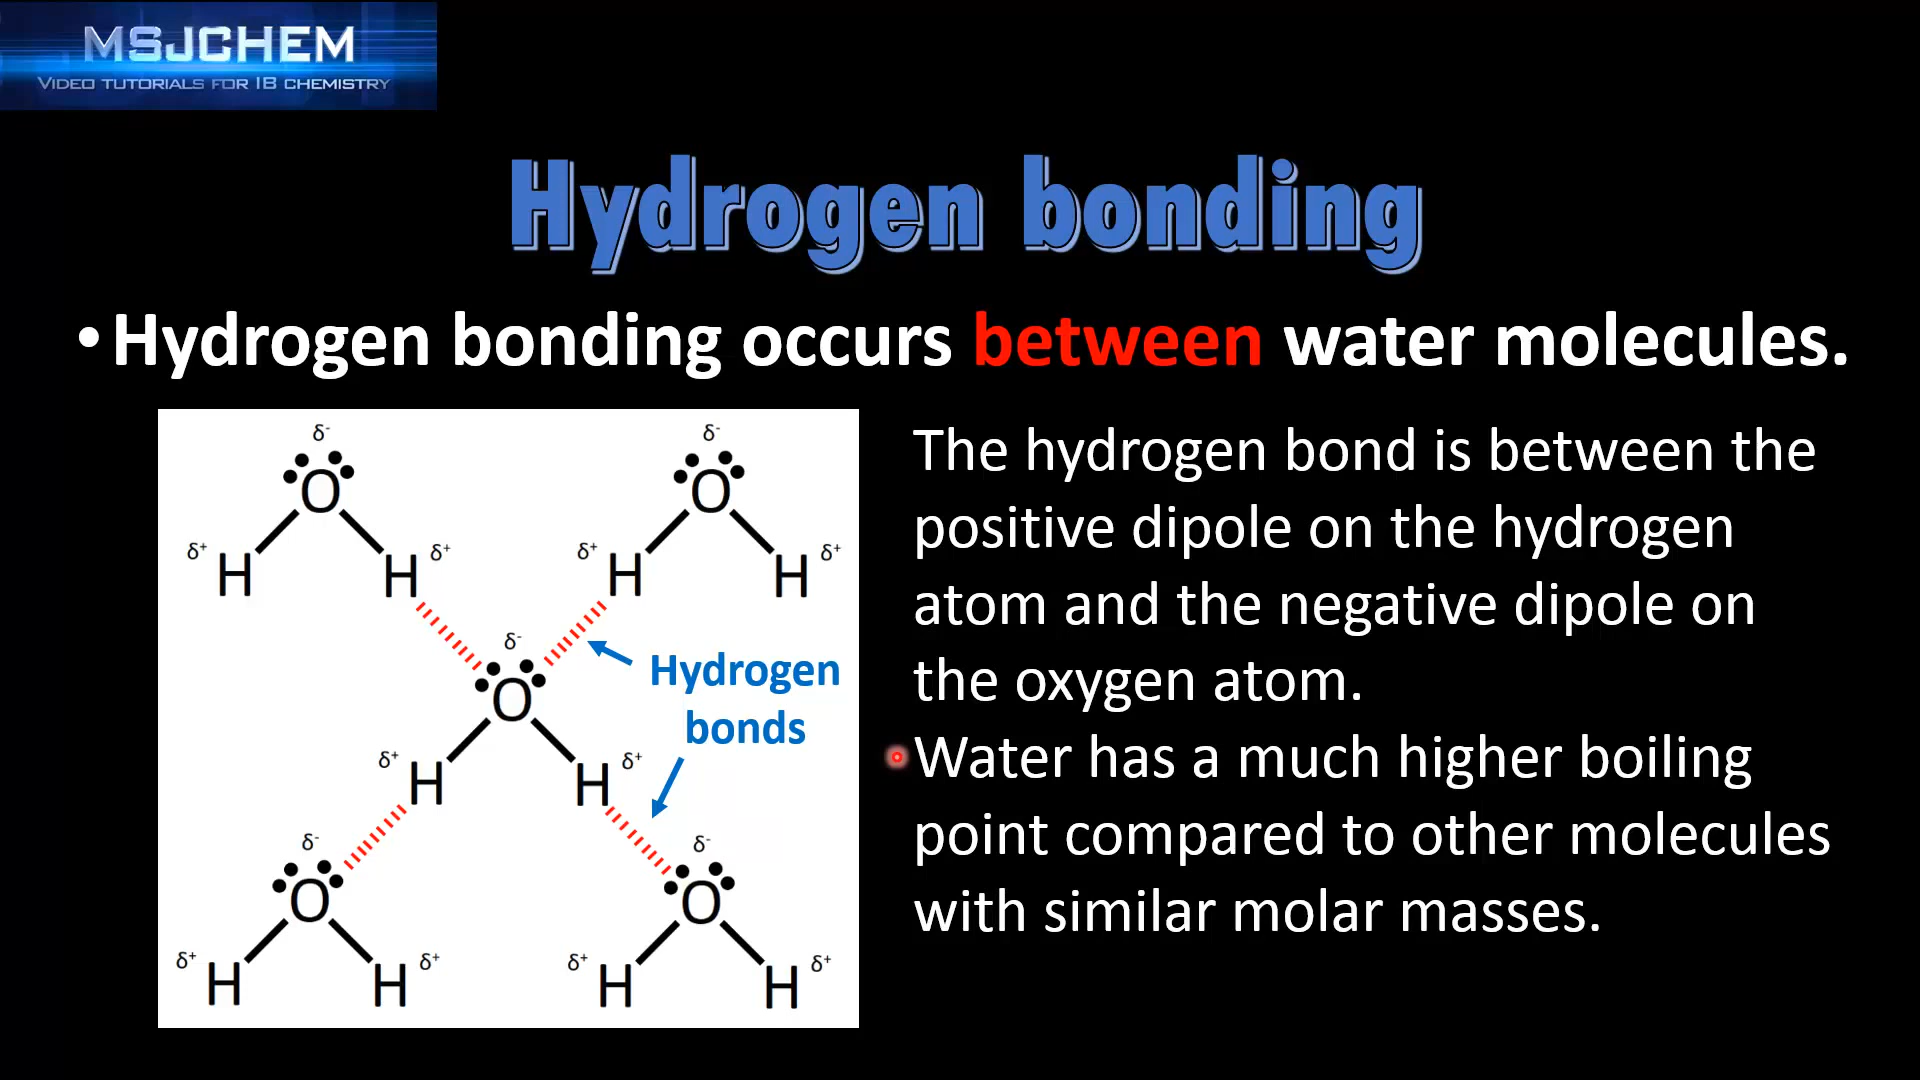 MSJCHEM
VIDEO TUTORIALS FOR IB CHEMISTRY
Hydrogen bonding
•Hydrogen bonding occurs between water molecules.
δ- δ-
O O
δ+ H H δ+ δ+ H H δ+
δ-
O
Hydrogen
bonds
δ+ H H δ+
δ- δ-
O O
δ+ H H δ+ δ+ H H δ+
The hydrogen bond is between the
positive dipole on the hydrogen
atom and the negative dipole on
the oxygen atom.
Water has a much higher boiling
point compared to other molecules
with similar molar masses.